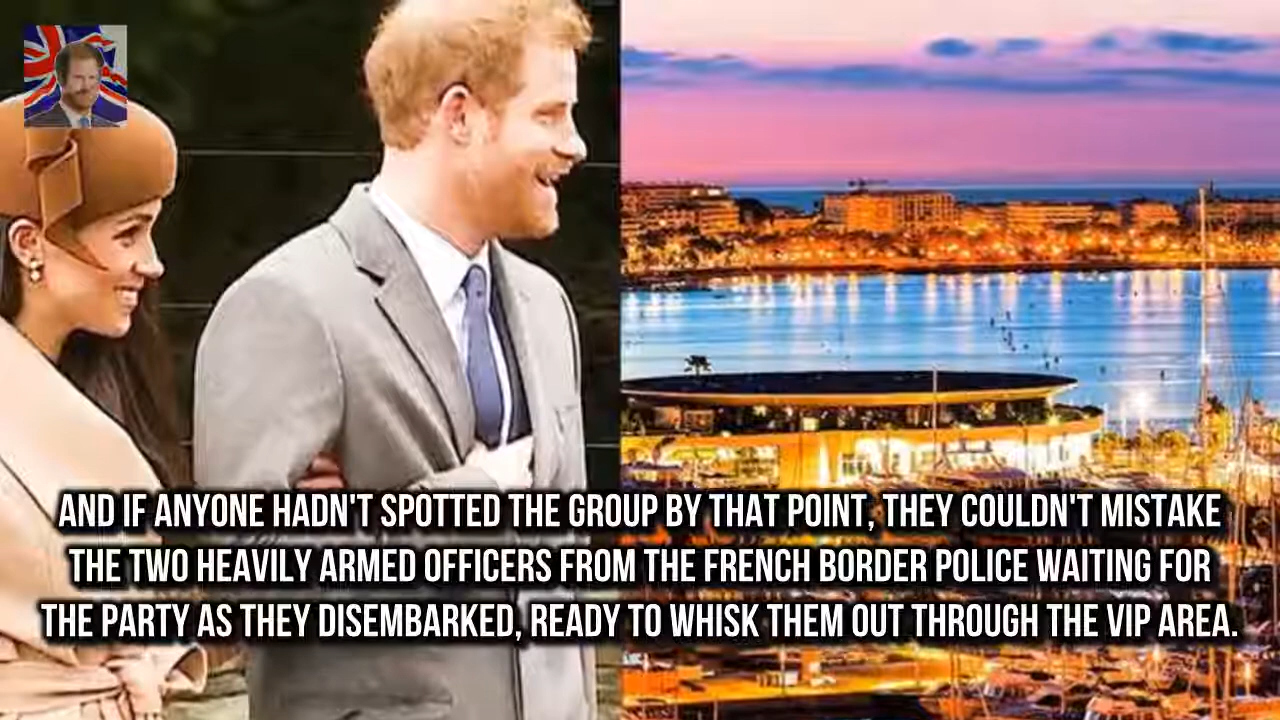 AND IF ANYONE HADN'T SPOTTED THE GROUP BY THAT POINT, THEY COULDN'T MISTAKE
THE TWO HEAVILY ARMED OFFICERS FROM THE FRENCH BORDER POLICE WAITING FOR
THE PARTY AS THEY DISEMBARKED, READY TO WHISK THEM OUT THROUGH THE VIP AREA.